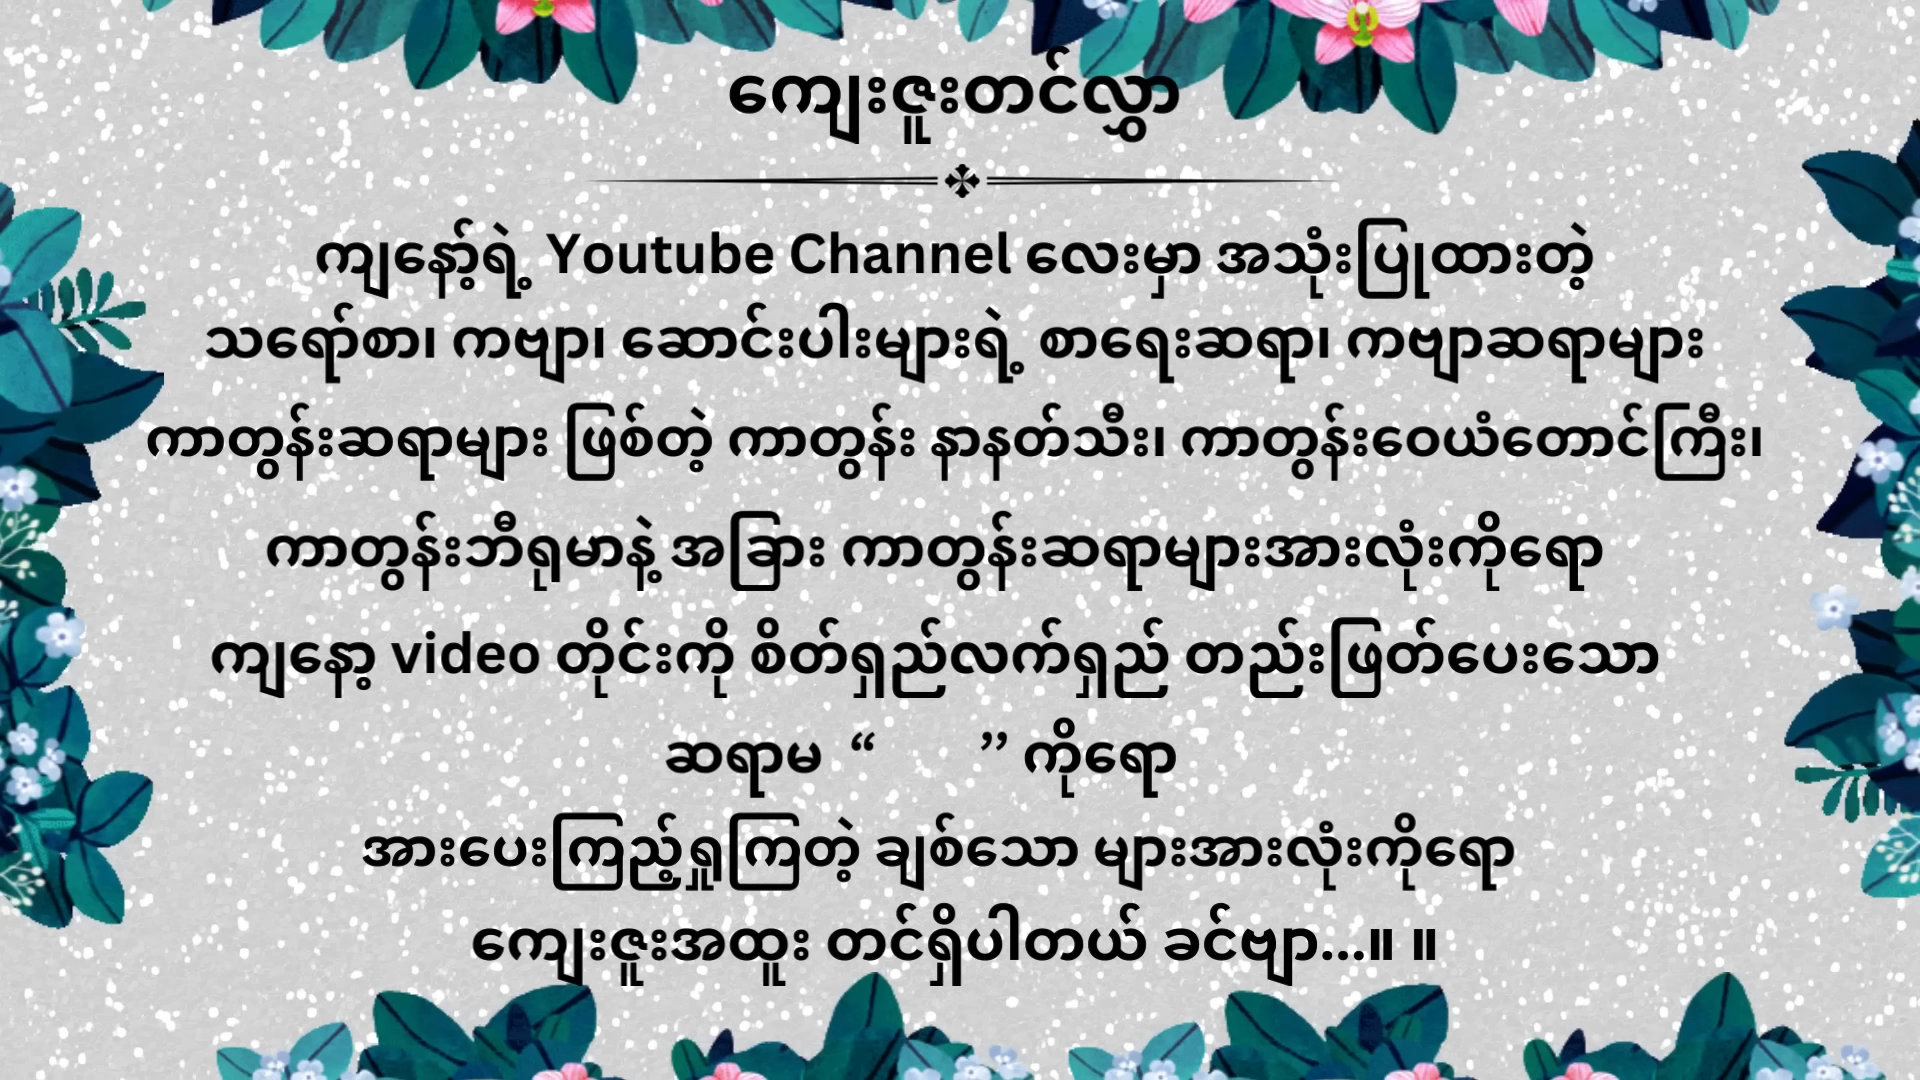 ကျေးဇူးတင်လွှာ
ကျနော့်ရဲ့ Youtube Channel လေးမှာ အသုံးပြုထားတဲ့
သရော်စာ၊ ကဗျာ၊ ဆောင်းပါးများရဲ့ စာရေးဆရာ၊ ကဗျာဆရာများ
ကာတွန်းဆရာများ ဖြစ်တဲ့ ကာတွန်း နာနတ်သီး၊ ကာတွန်းဝေယံတောင်ကြီး၊
ကာတွန်းဘီရုမာနဲ့ အခြား ကာတွန်းဆရာများအားလုံးကိုရော
ကျနော့ video တိုင်းကို စိတ်ရှည်လက်ရှည် တည်းဖြတ်ပေးသော
ဆရာမ “ ” ကိုရော
အားပေးကြည့်ရှူကြတဲ့ ချစ်သော များအားလုံးကိုရော
ကျေးဇူးအထူး တင်ရှိပါတယ် ခင်ဗျာ...။ ။